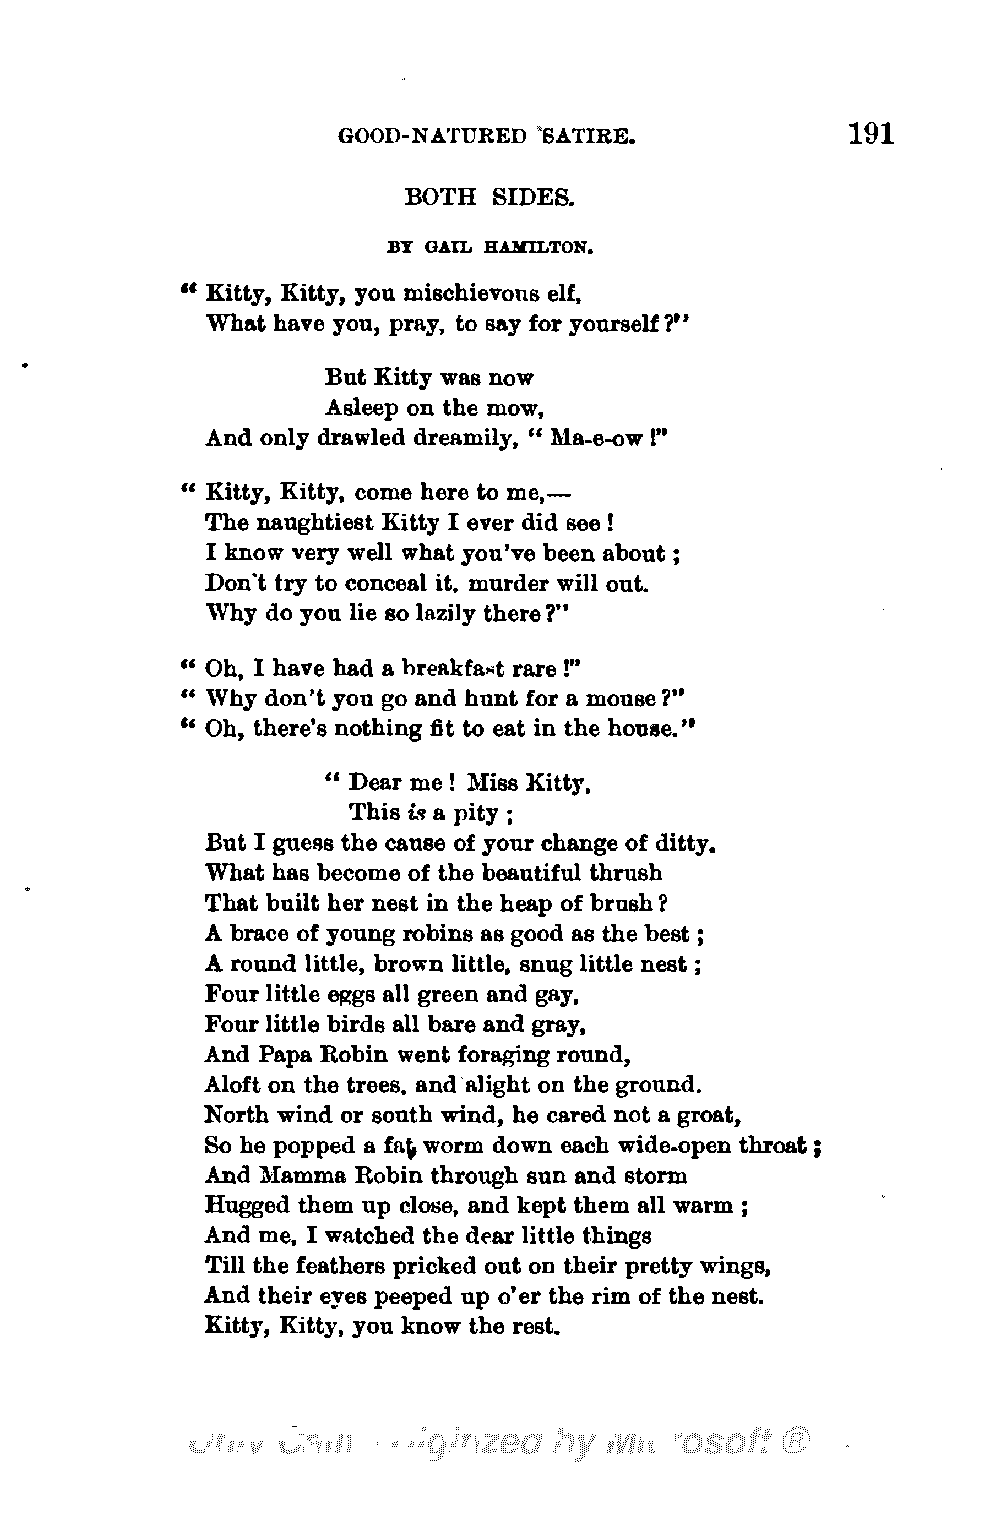 GOOD-NATURED SATIRE. 191
BOTH SIDES.
BY GAIL HAMILTON.
“ Kitty, Kitty, you mischievous elf,
What have you, pray, to say for yourself?”
But Kitty was now
Asleep on the mow,
And only drawled dreamily, “ Ma-e-ow !”
“ Kitty, Kitty, come here to me,—
The naughtiest Kitty I ever did see !
I know very well what you've been about ;
Don't try to conceal it, murder will out.
Why do you lie so lazily there?”
“ Oh, I have had a breakfast rare !”
“ Why don't you go and hunt for a mouse?”
“ Oh, there's nothing fit to eat in the house.”
“ Dear me ! Miss Kitty,
This is a pity ;
But I guess the cause of your change of ditty.
What has become of the beautiful thrush
That built her nest in the heap of brush ?
A brace of young robins as good as the best ;
A round little, brown little, snug little nest ;
Four little eggs all green and gay,
Four little birds all bare and gray,
And Papa Robin went foraging round,
Aloft on the trees, and alight on the ground.
North wind or south wind, he cared not a groat,
So he popped a fat worm down each wide-open throat ;
And Mamma Robin through sun and storm
Hugged them up close, and kept them all warm ;
And me, I watched the dear little things
Till the feathers pricked out on their pretty wings,
And their eyes peeped up o'er the rim of the nest.
Kitty, Kitty, you know the rest.
by Microsoft ®